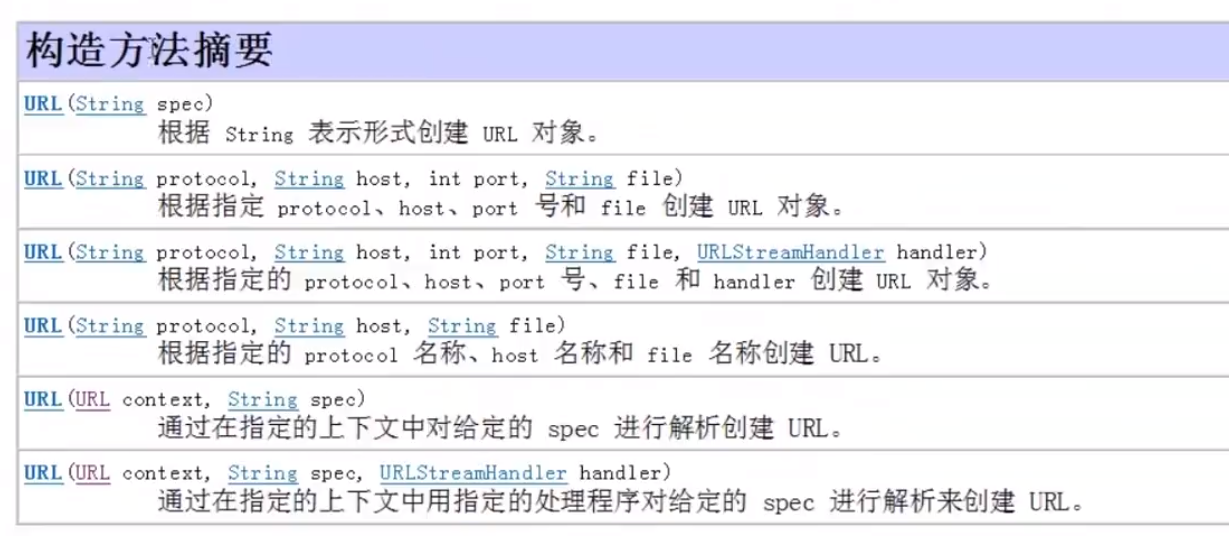 构造方法摘要
URL(String spec)
根据 String 表示形式创建 URL 对象。
URL(String protocol, String host, int port, String file)
根据指定 protocol、host、port 号和 file 创建 URL 对象。
URL(String protocol, String host, int port, String file, URLStreamHandler handler)
根据指定的 protocol、host、port 号、file 和 handler 创建 URL 对象。
URL(String protocol, String host, String file)
根据指定的 protocol 名称、host 名称和 file 名称创建 URL。
URL(URL context, String spec)
通过在指定的上下文中对给定的 spec 进行解析创建 URL。
URL(URL context, String spec, URLStreamHandler handler)
通过在指定的上下文中用指定的处理程序对给定的 spec 进行解析来创建 URL。